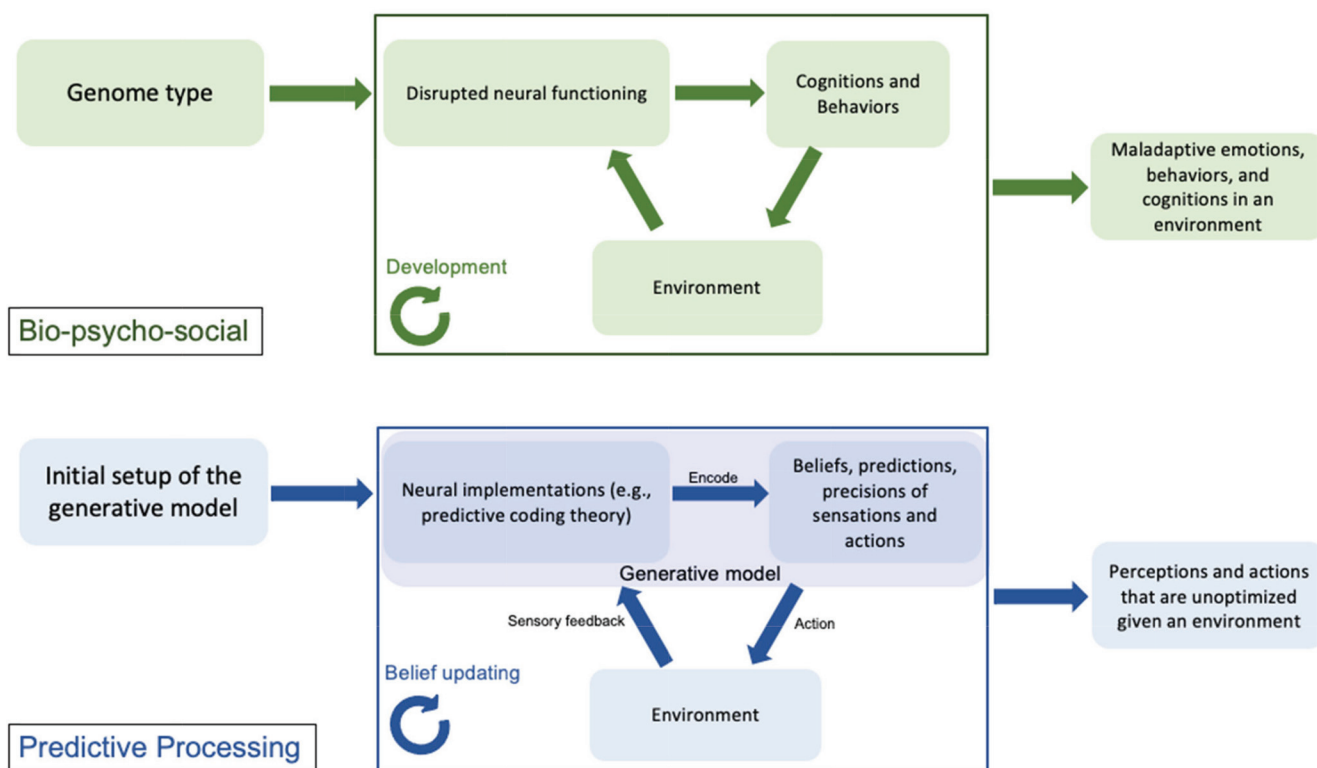 Genome type
Disrupted neural functioning
Cognitions and
Behaviors
Maladaptive emotions,
behaviors, and
cognitions in an
environment
Development
Environment
Bio-psycho-social
Initial setup of the
generative model
Neural implementations (e.g.,
predictive coding theory)
Encode
Beliefs, predictions,
precisions of
sensations and
actions
Generative model
Sensory feedback
Action
Perceptions and actions
that are unoptimized
given an environment
Belief updating
Environment
Predictive Processing